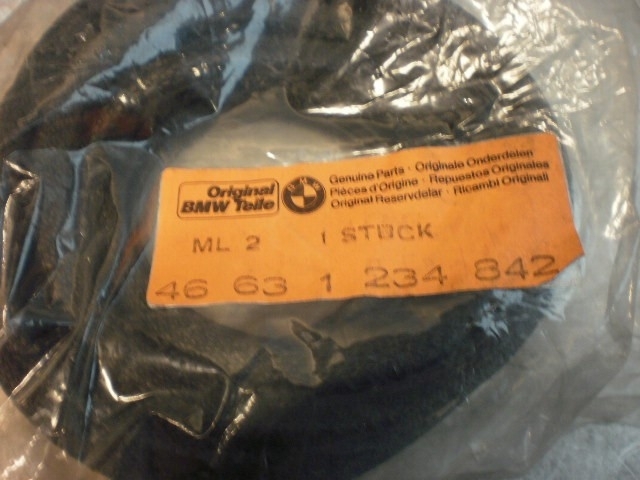 Original
BMW Teile
BMW
Genuine Parts · Originale Onderdelen
Pièces d'Origine · Repuestos Originales
Original Reservdelar · Ricambi Originali
ML 2 1 STÜCK
46 63 1 234 842